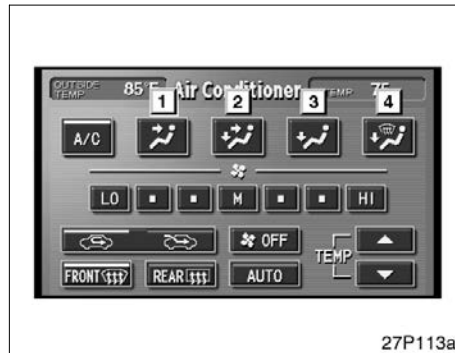 OUTSIDE TEMP 85°F Air Conditioner TEMP 75
1 2 3 4
A/C
LO M HI
OFF
TEMP
FRONT REAR AUTO
27P113a